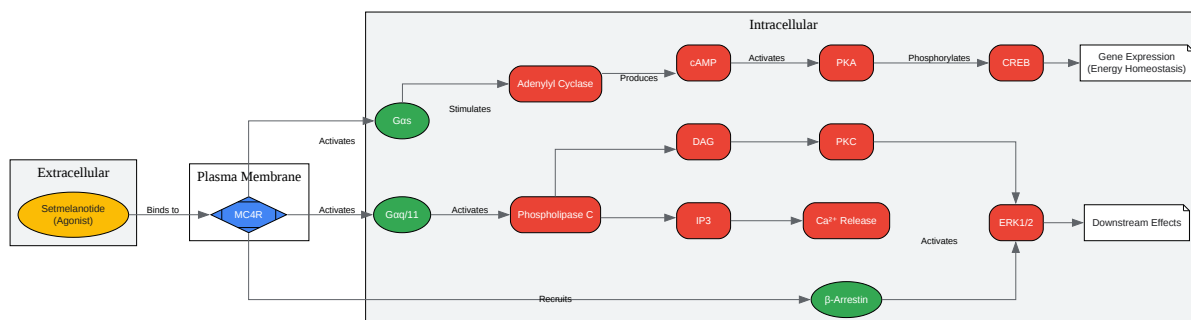 Intracellular
cAMP
Activates
PKA
Phosphorylates
CREB
Gene Expression
(Energy Homeostasis)
Adenylyl Cyclase
Produces
Stimulates
Gαs
Activates
DAG
PKC
Extracellular
Plasma Membrane
Setmelanotide
(Agonist)
Binds to
MC4R
Activates
Gαq/11
Activates
Phospholipase C
IP3
Ca²⁺ Release
Activates
ERK1/2
Downstream Effects
Recruits
β-Arrestin